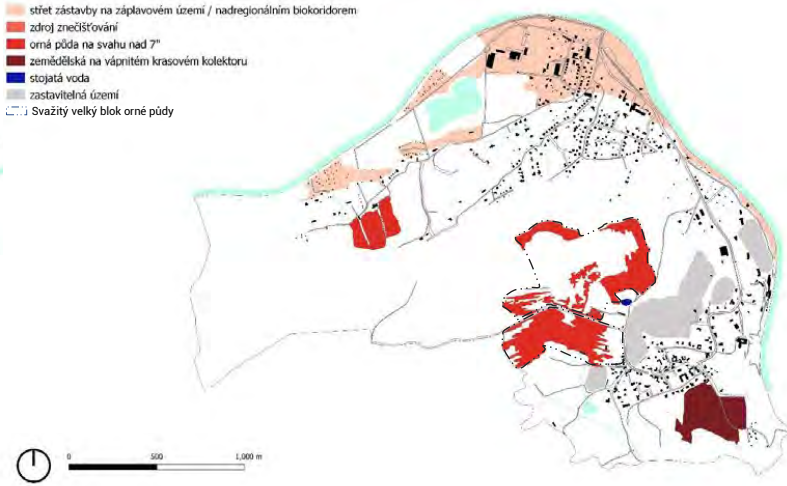 střet zástavby na záplavovém území / nadregionálním biokoridorem
zdroj znečišťování
orná půda na svahu nad 7°
zemědělská na vápnitém krasovém kolektoru
stojatá voda
zastavitelná území
Svažitý velký blok orné půdy
0 500 1,000 m